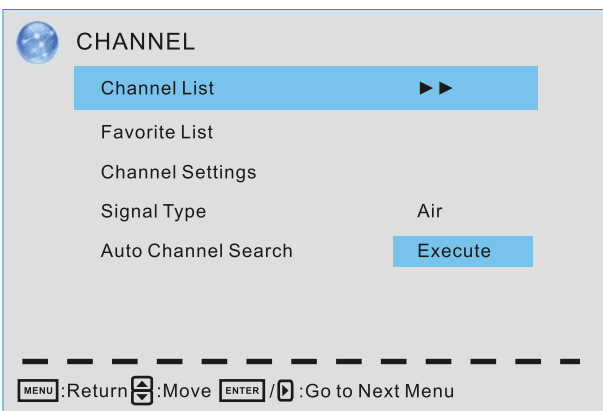 CHANNEL
Channel List ►►
Favorite List
Channel Settings
Signal Type Air
Auto Channel Search Execute
MENU :Return :Move ENTER / :Go to Next Menu